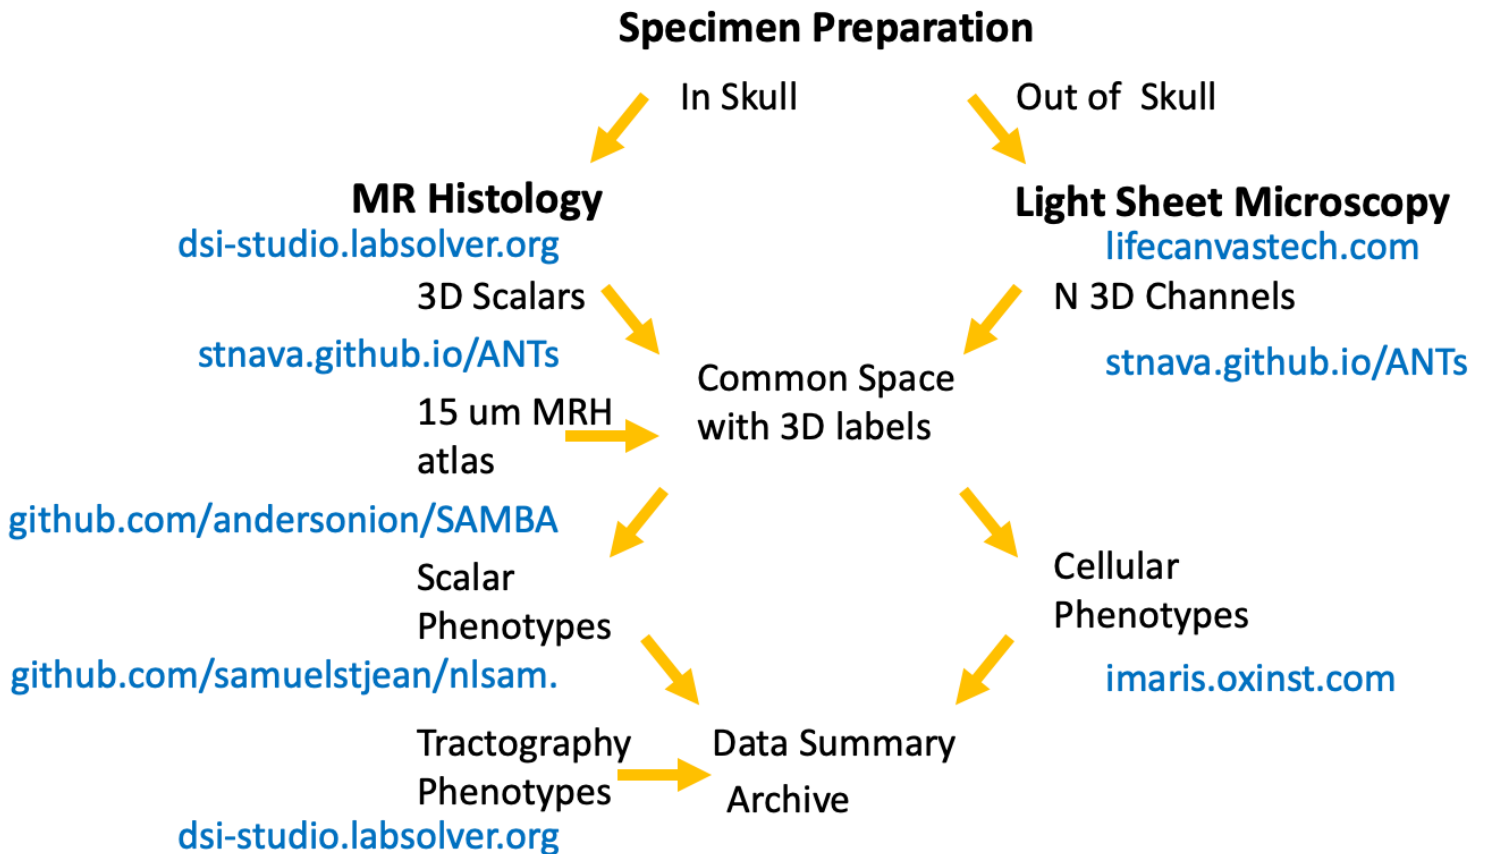 Specimen Preparation
In Skull
Out of Skull
MR Histology
dsi-studio.labsolver.org
Light Sheet Microscopy
lifecanvastech.com
3D Scalars
N 3D Channels
stnava.github.io/ANTs
stnava.github.io/ANTs
Common Space
with 3D labels
15 um MRH
atlas
github.com/andersonion/SAMBA
Scalar
Phenotypes
Cellular
Phenotypes
github.com/samuelstjean/nlsam.
imaris.oxinst.com
Tractography
Phenotypes
dsi-studio.labsolver.org
Data Summary
Archive